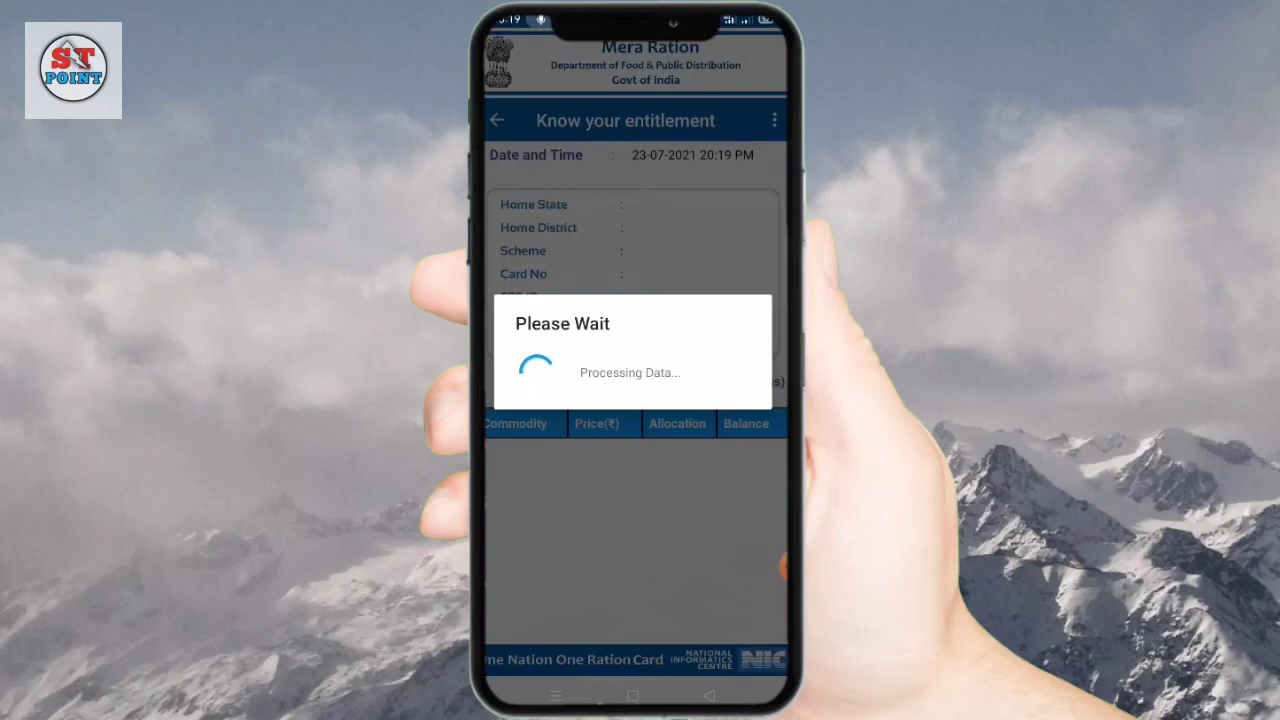 ST
POINT
:19
Mera Ration
Department of Food & Public Distribution
Govt of India
Know your entitlement
Date and Time : 23-07-2021 20:19 PM
Home State :
Home District :
Scheme :
Card No :
Please Wait
Processing Data...
s)
Commodity Price(₹) Allocation Balance
ne Nation One Ration Card NATIONAL INFORMATICS CENTRE NIC